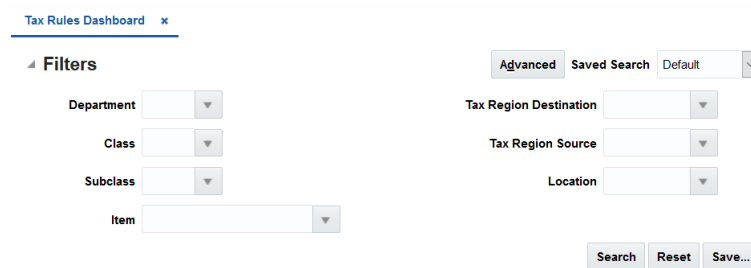 Tax Rules Dashboard ×
Filters
Advanced Saved Search Default
Department
Tax Region Destination
Class
Tax Region Source
Subclass
Location
Item
Search Reset Save...